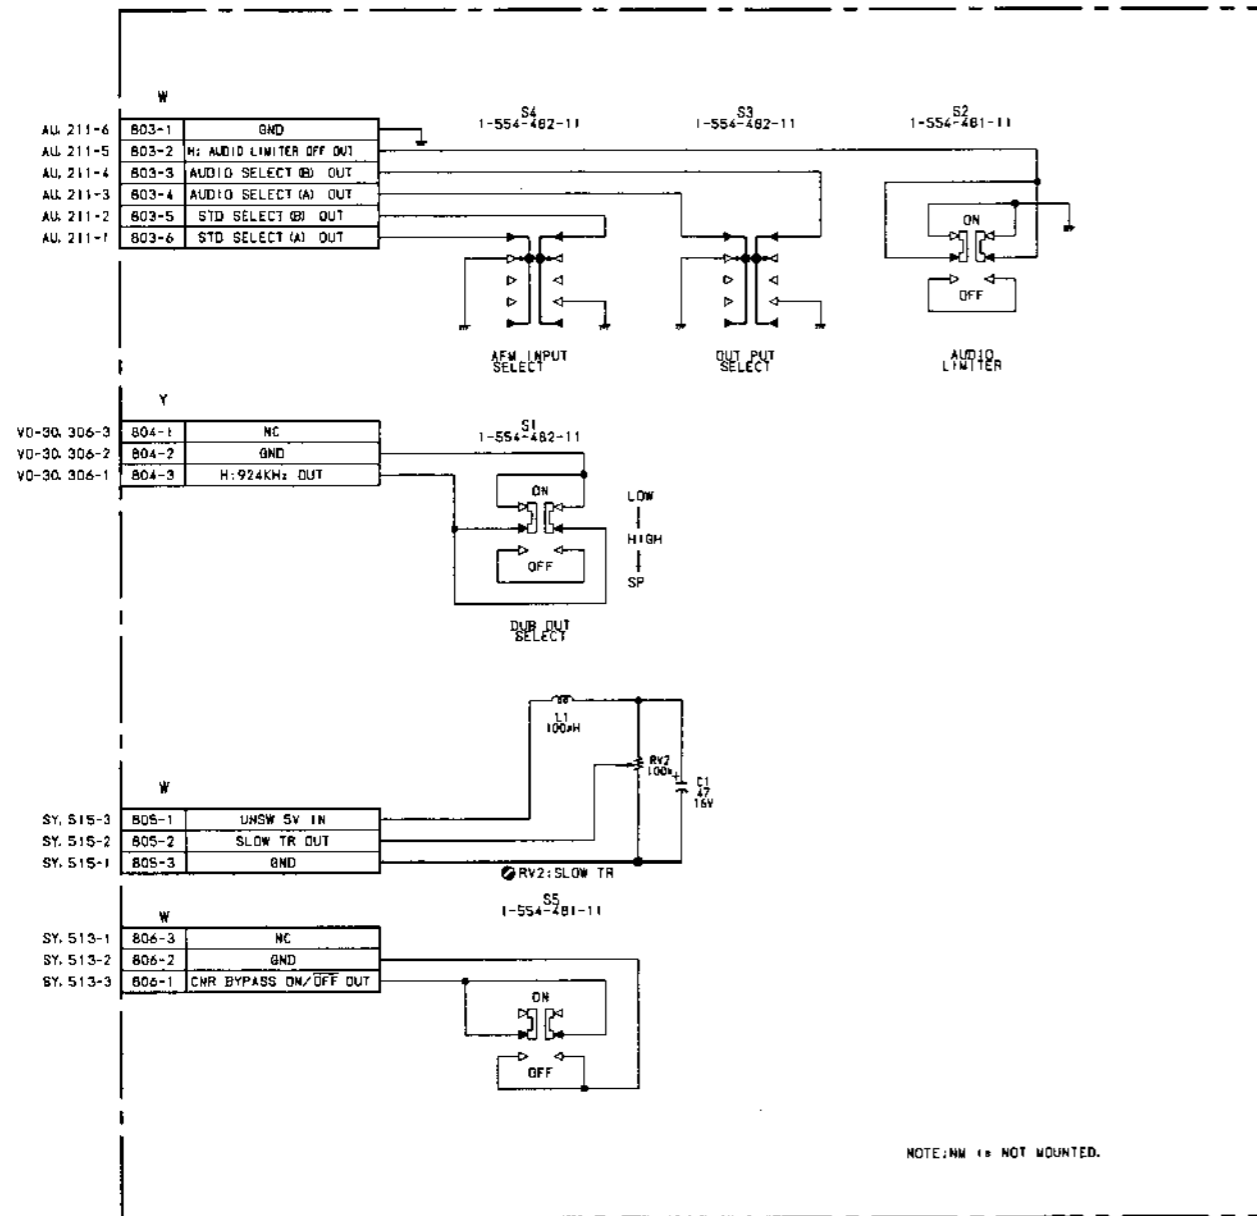 W
S4
1-554-482-11
S3
1-554-482-11
S2
1-554-481-11
AU. 211-6 803-1 GND
AU. 211-5 803-2 H: AUDIO LIMITER OFF OUT
AU. 211-4 803-3 AUDIO SELECT (B) OUT
AU. 211-3 803-4 AUDIO SELECT (A) OUT
AU. 211-2 803-5 STD SELECT (B) OUT
AU. 211-1 803-6 STD SELECT (A) OUT
ON
OFF
AFM INPUT
SELECT
OUT PUT
SELECT
AUDIO
LIMITER
Y
S1
1-554-482-11
VO-30. 306-3 804-1 NC
VO-30. 306-2 804-2 GND
VO-30. 306-1 804-3 H:924KHz OUT
ON
OFF
LOW
HIGH
SP
DUB OUT
SELECT
L1
100μH
RV2
100k
+
C1
47
16V
W
SY. 515-3 805-1 UNSW 5V IN
SY. 515-2 805-2 SLOW TR OUT
SY. 515-1 805-3 GND
RV2:SLOW TR
S5
1-554-481-11
W
SY. 513-1 806-3 NC
SY. 513-2 806-2 GND
SY. 513-3 806-1 CNR BYPASS ON/OFF OUT
ON
OFF
NOTE:NM is NOT MOUNTED.